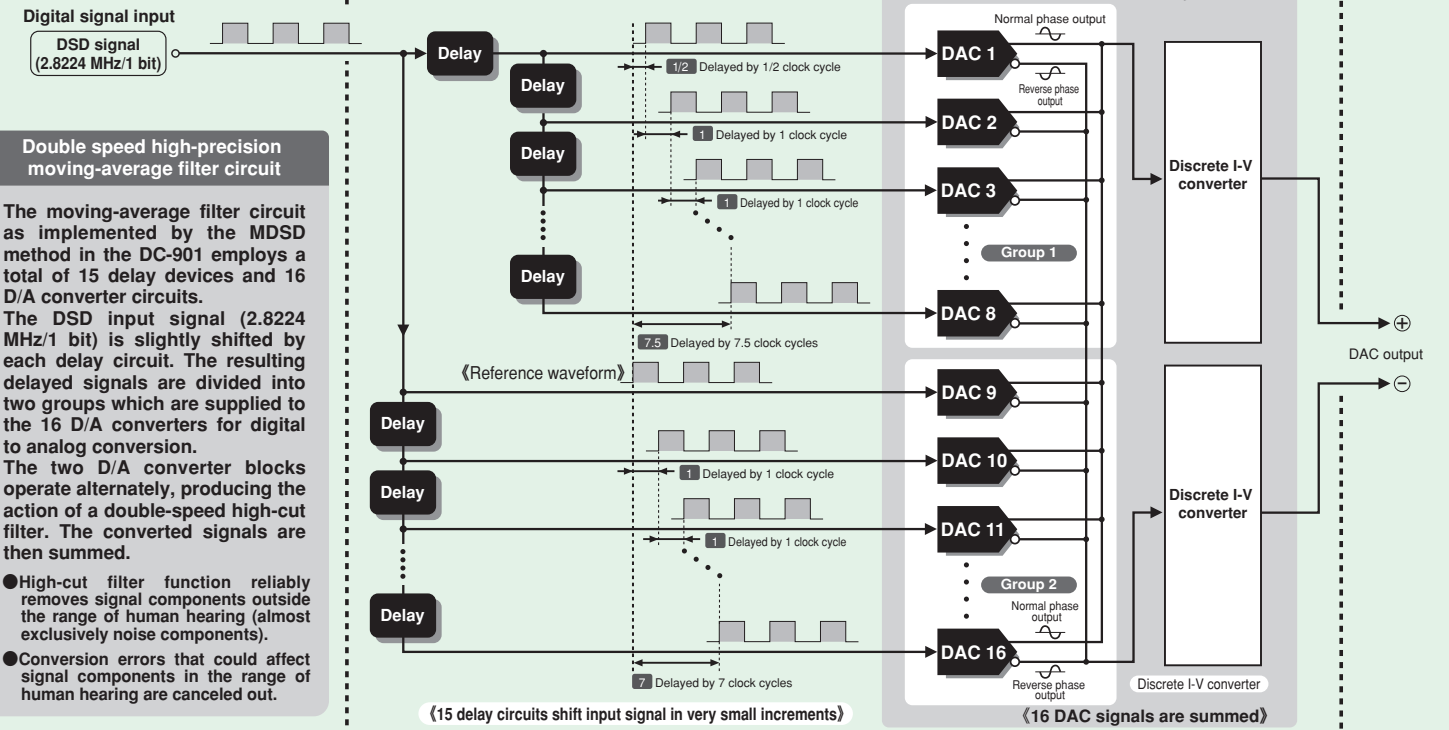 Digital signal input
DSD signal
(2.8224 MHz/1 bit)
Double speed high-precision
moving-average filter circuit
The moving-average filter circuit
as implemented by the MDSD
method in the DC-901 employs a
total of 15 delay devices and 16
D/A converter circuits.
The DSD input signal (2.8224
MHz/1 bit) is slightly shifted by
each delay circuit. The resulting
delayed signals are divided into
two groups which are supplied to
the 16 D/A converters for digital
to analog conversion.
The two D/A converter blocks
operate alternately, producing the
action of a double-speed high-cut
filter. The converted signals are
then summed.
●High-cut filter function reliably
removes signal components outside
the range of human hearing (almost
exclusively noise components).
●Conversion errors that could affect
signal components in the range of
human hearing are canceled out.
Delay
Delay
Delay
Delay
Delay
Delay
Delay
1/2 Delayed by 1/2 clock cycle
1 Delayed by 1 clock cycle
1 Delayed by 1 clock cycle
7.5 Delayed by 7.5 clock cycles
《Reference waveform》
1 Delayed by 1 clock cycle
1 Delayed by 1 clock cycle
7 Delayed by 7 clock cycles
《15 delay circuits shift input signal in very small increments》
Normal phase output
DAC 1
Reverse phase
output
DAC 2
DAC 3
Group 1
DAC 8
DAC 9
DAC 10
DAC 11
Group 2
Normal phase
output
DAC 16
Reverse phase
output
Discrete I-V
converter
Discrete I-V
converter
Discrete I-V converter
《16 DAC signals are summed》
⊕
DAC output
⊖